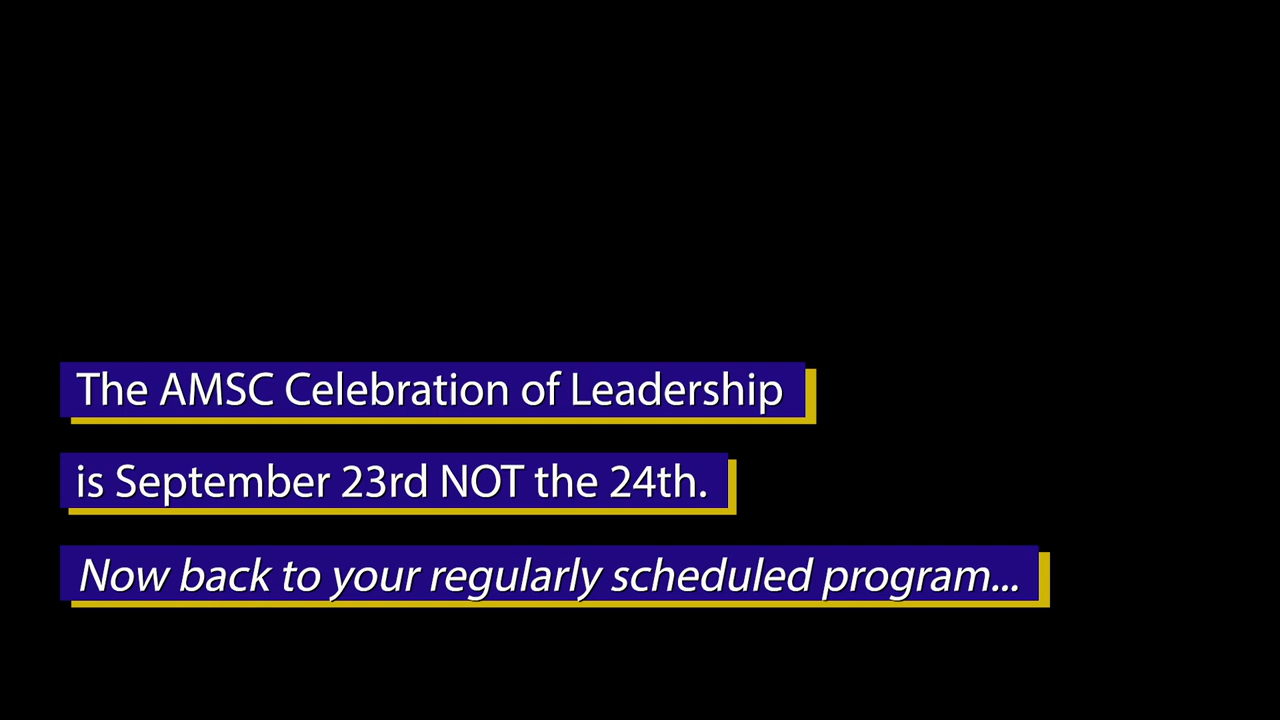 The AMSC Celebration of Leadership
is September 23rd NOT the 24th.
Now back to your regularly scheduled program...